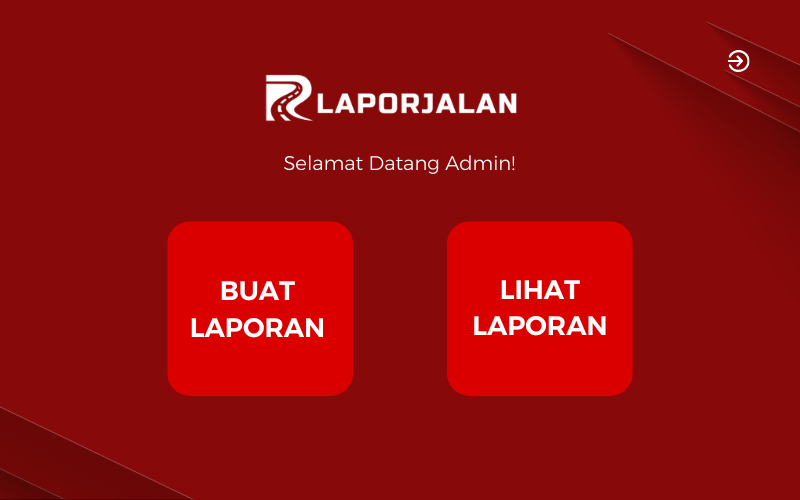 LAPORJALAN
Selamat Datang Admin!
BUAT
LAPORAN
LIHAT
LAPORAN